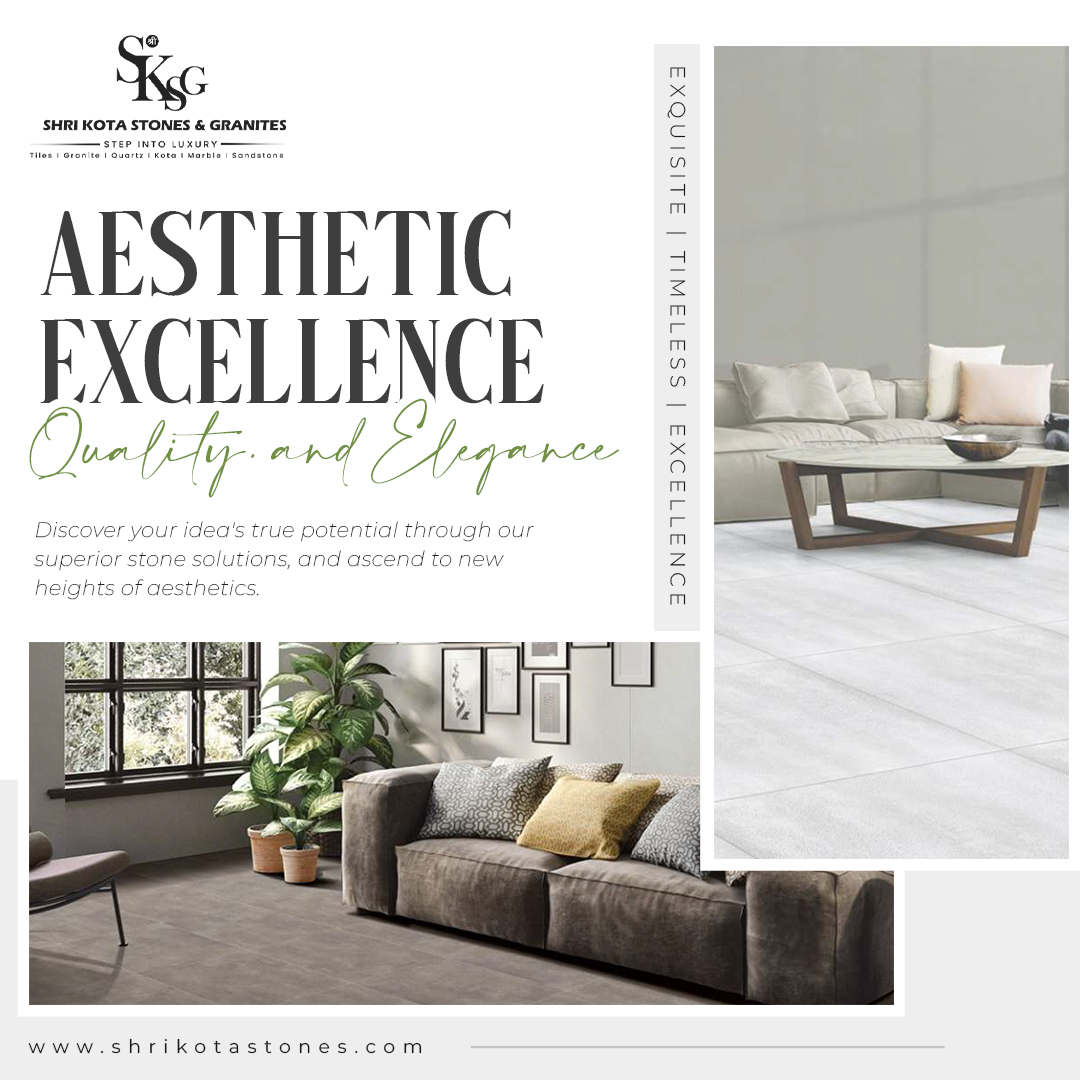 SKSG
श्री
SHRI KOTA STONES & GRANITES
STEP INTO LUXURY
Tiles | Granite | Quartz | Kota | Marble | Sandstone
AESTHETIC
EXCELLENCE
Quality, and Elegance
Discover your idea's true potential through our
superior stone solutions, and ascend to new
heights of aesthetics.
EXQUISITE | TIMELESS | EXCELLENCE
www.shrikotastones.com